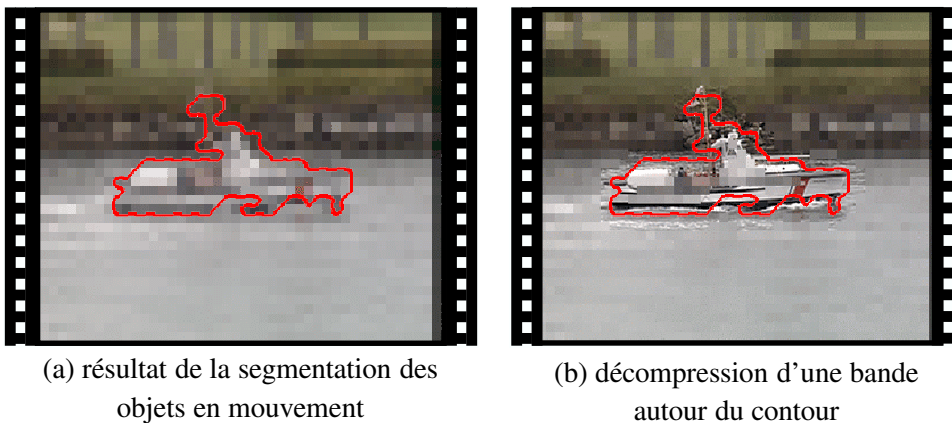 (a) résultat de la segmentation des
objets en mouvement
(b) décompression d'une bande
autour du contour